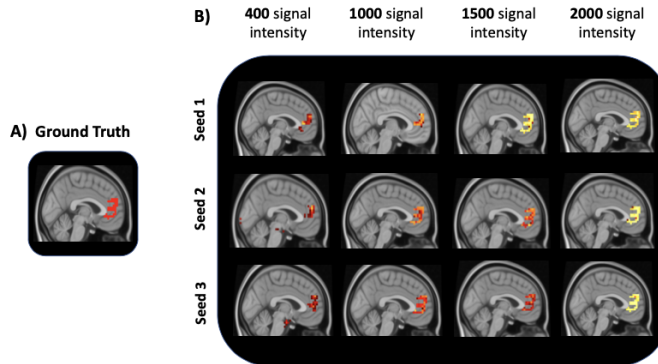 B)
400 signal intensity
1000 signal intensity
1500 signal intensity
2000 signal intensity
A) Ground Truth
Seed 1
Seed 2
Seed 3
3